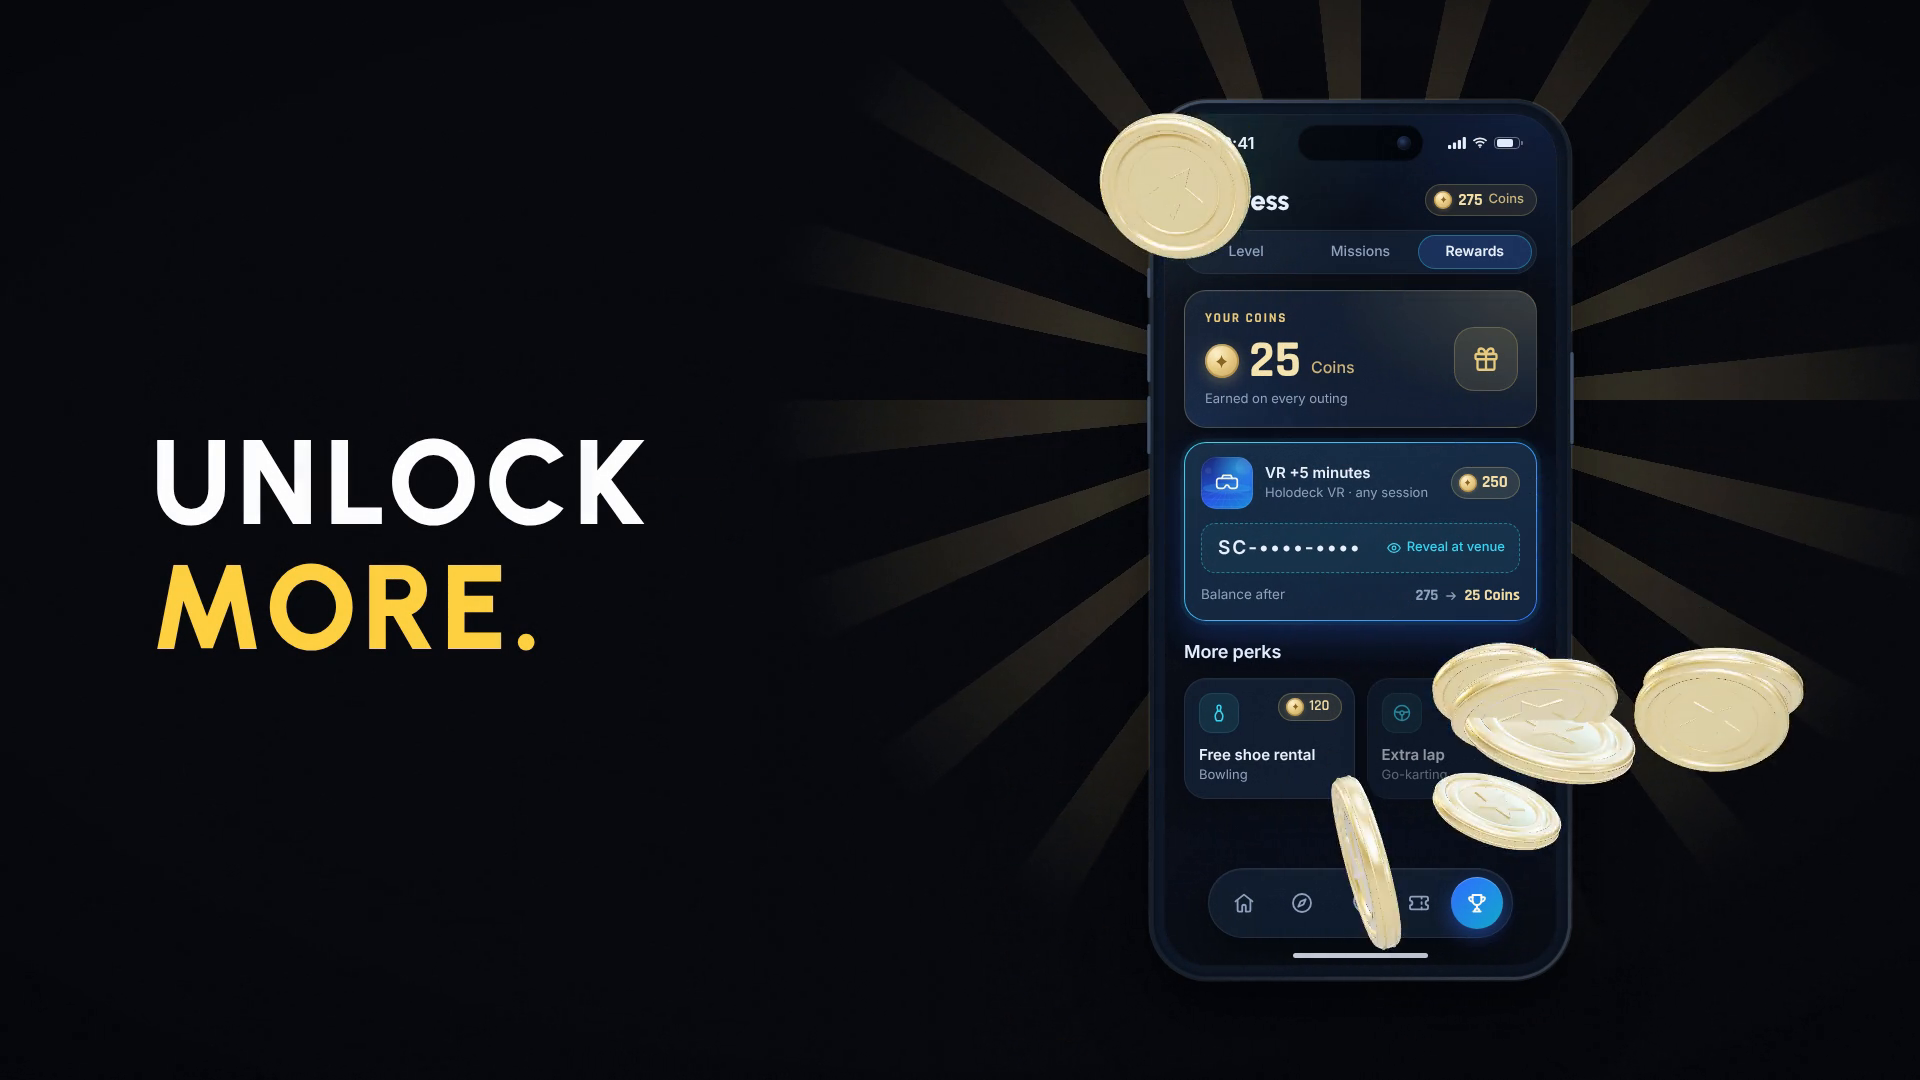 UNLOCK
MORE.
:41
ess
275 Coins
Level Missions Rewards
YOUR COINS
25 Coins
Earned on every outing
VR +5 minutes
Holodeck VR · any session
250
SC-••••-•••• Reveal at venue
Balance after 275 → 25 Coins
More perks
120
Free shoe rental
Bowling
Extra lap
Go-karting